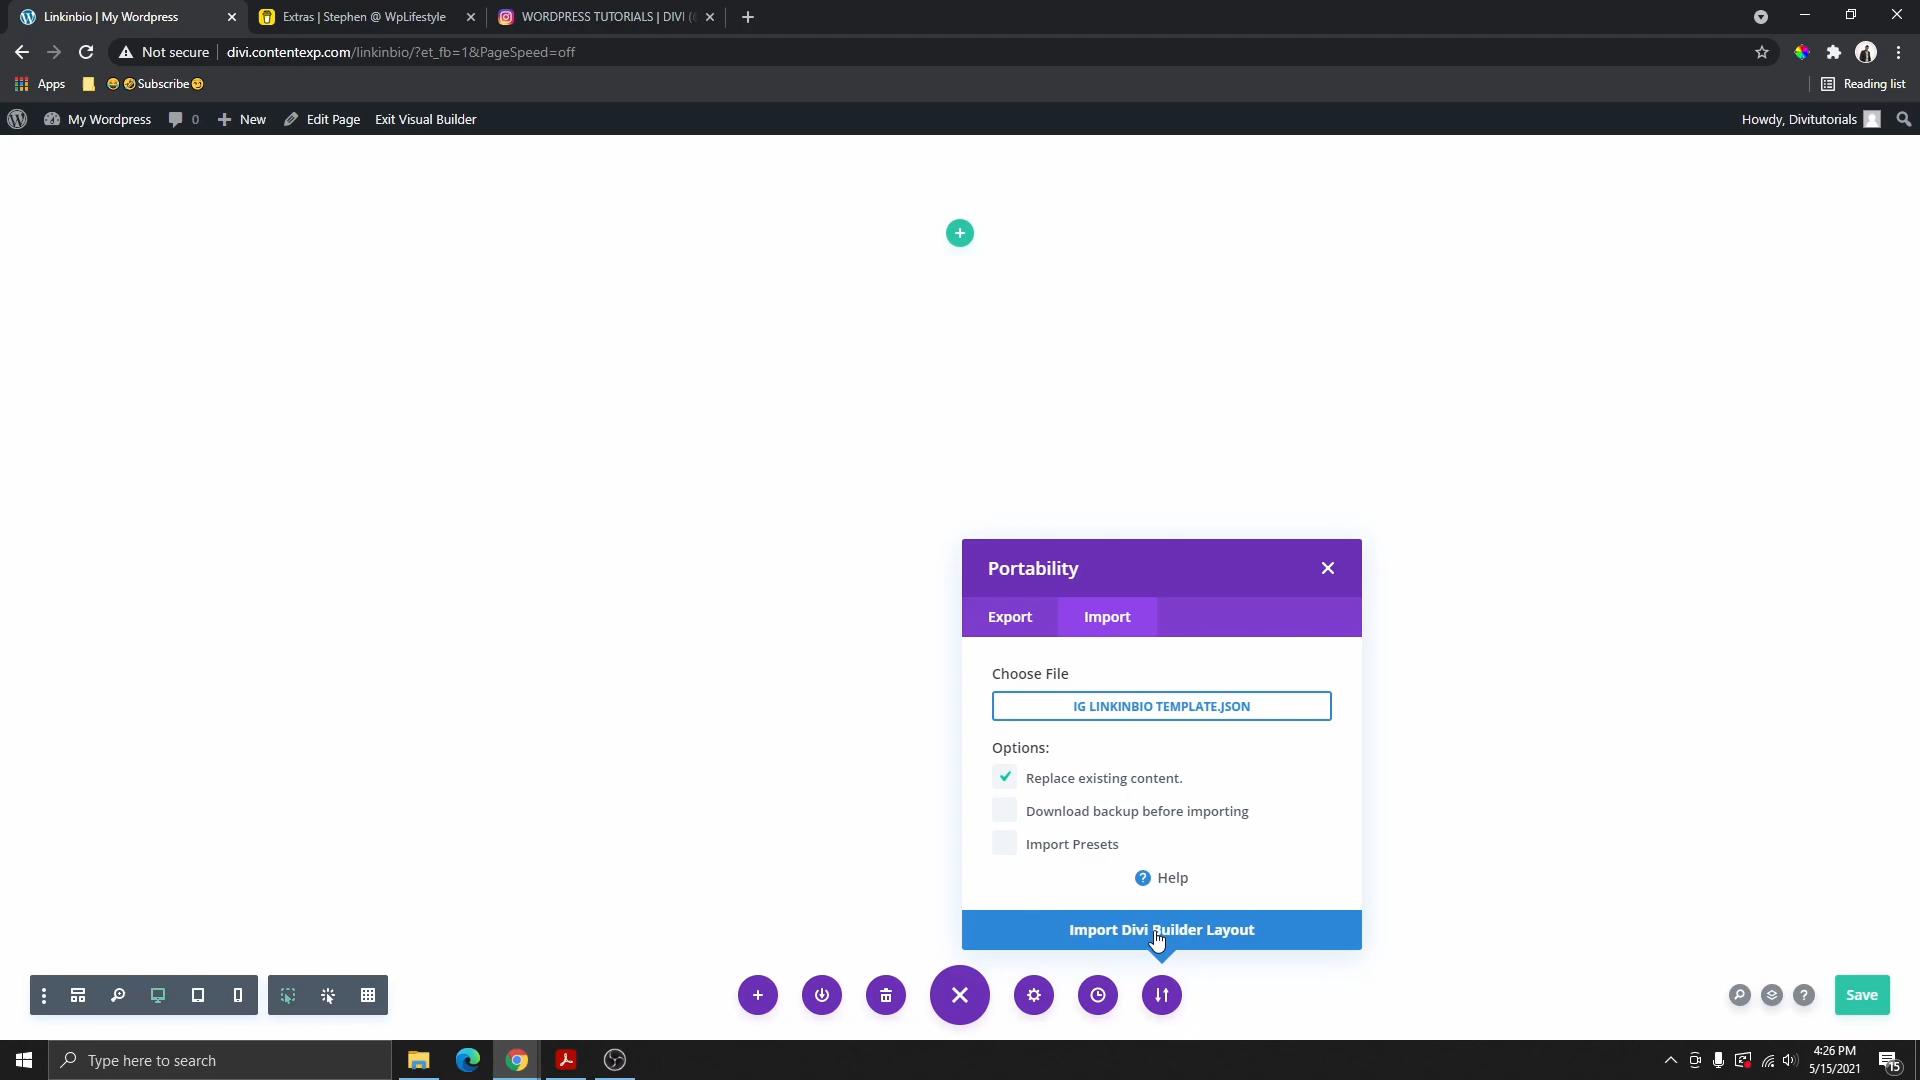 Linkinbio | My Wordpress
Extras | Stephen @ WpLifestyle
WORDPRESS TUTORIALS | DIVI (
Not secure
divi.contentexp.com/linkinbio/?et_fb=1&PageSpeed=off
Apps
😂 🤣Subscribe😏
Reading list
My Wordpress
0
New
Edit Page
Exit Visual Builder
Howdy, Divitutorials
Portability
Export
Import
Choose File
IG LINKINBIO TEMPLATE.JSON
Options:
Replace existing content.
Download backup before importing
Import Presets
? Help
Import Divi Builder Layout
?
Save
Type here to search
4:26 PM
5/15/2021
15